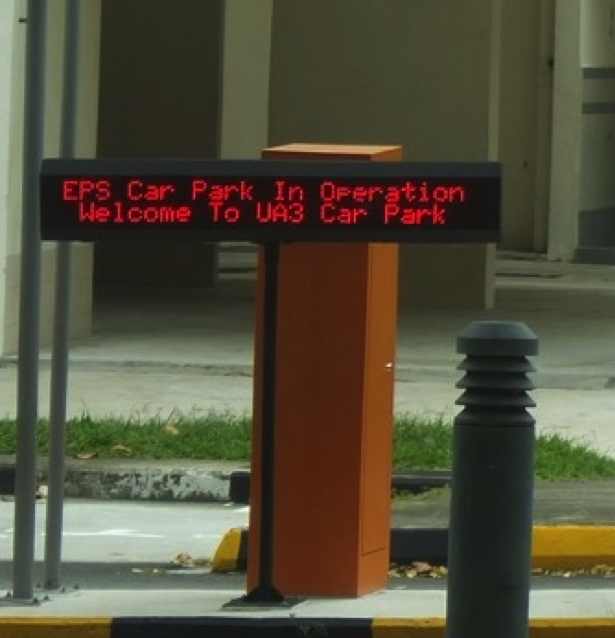 EPS Car Park In Operation
Welcome To UA3 Car Park